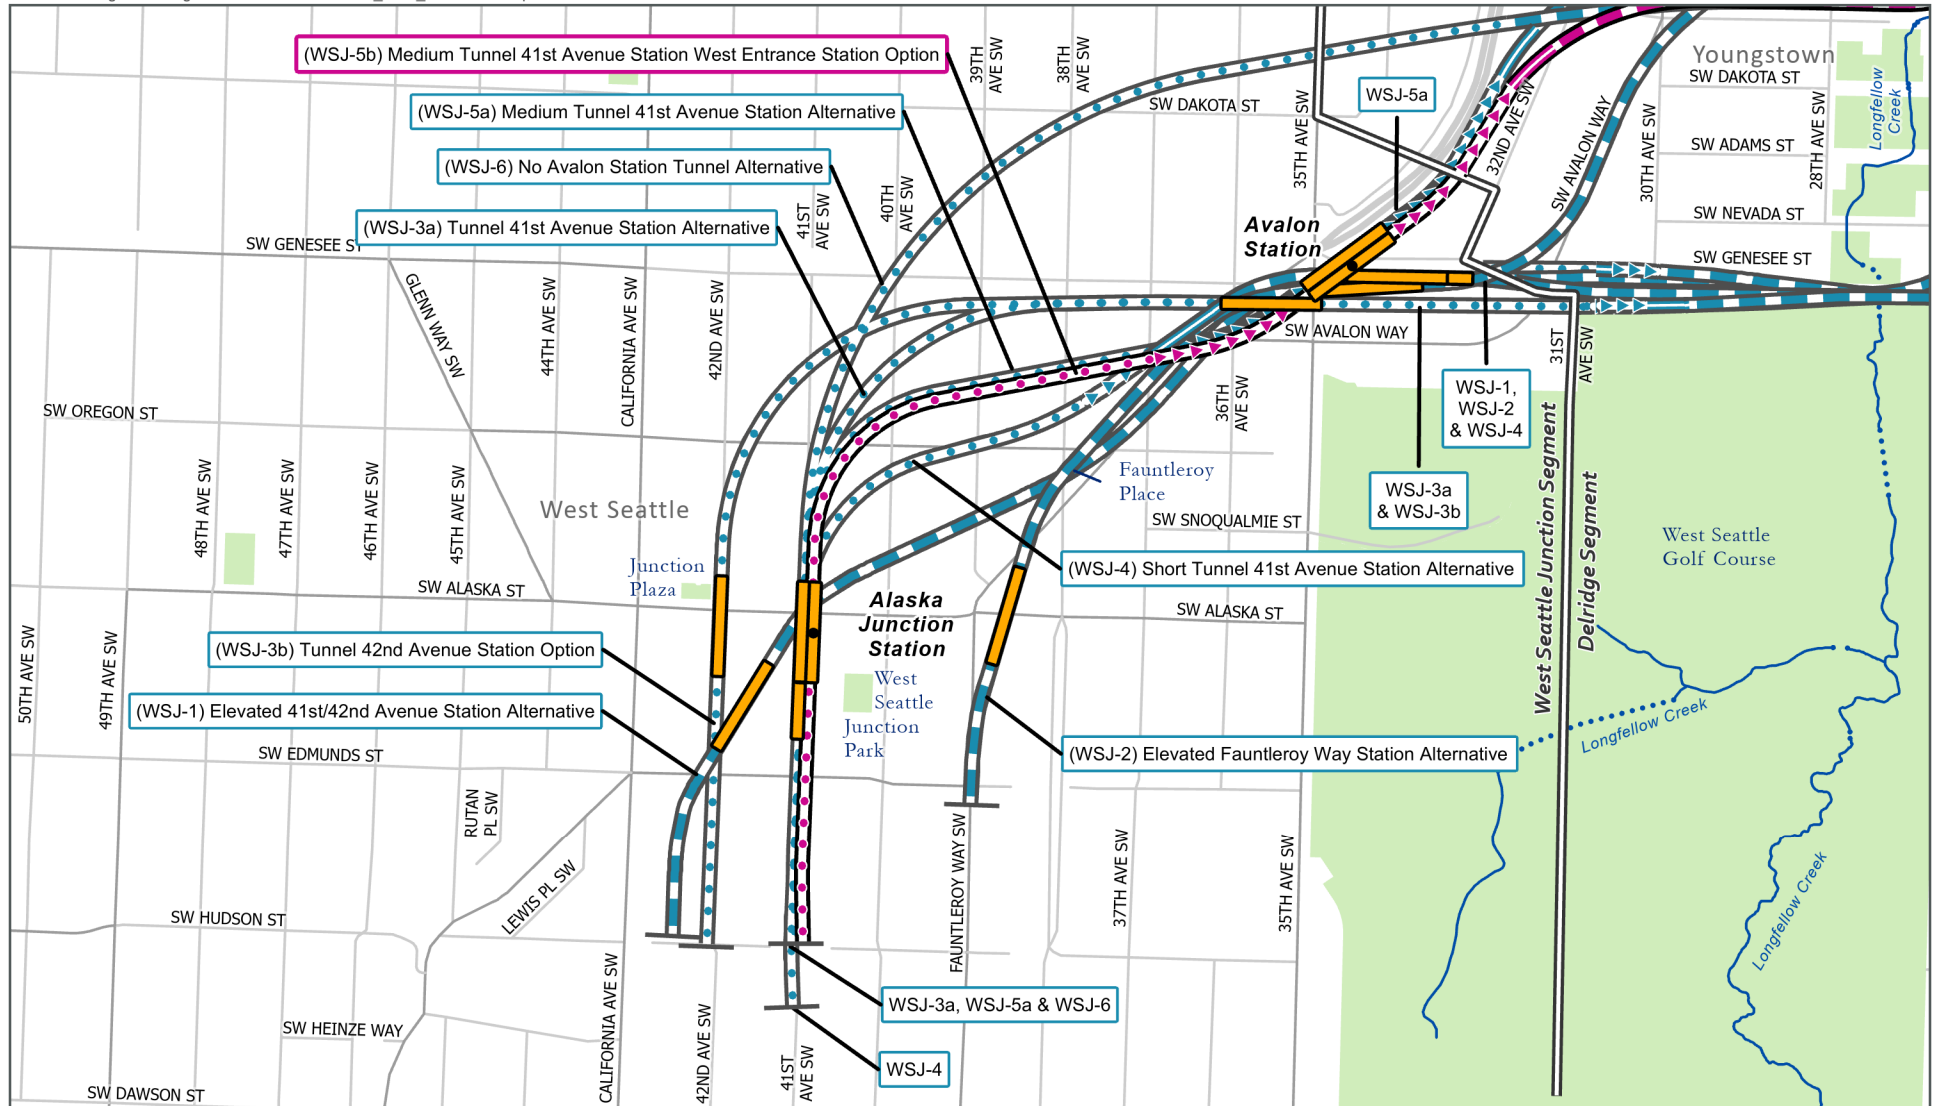 (WSJ-5b) Medium Tunnel 41st Avenue Station West Entrance Station Option
(WSJ-5a) Medium Tunnel 41st Avenue Station Alternative
(WSJ-6) No Avalon Station Tunnel Alternative
(WSJ-3a) Tunnel 41st Avenue Station Alternative
39TH
AVE SW
38TH
AVE SW
SW DAKOTA ST
35TH AVE SW
WSJ-5a
32ND AVE SW
SW AVALON WAY
30TH AVE SW
Youngstown
SW DAKOTA ST
SW ADAMS ST
28TH AVE SW
Longfellow
Creek
SW NEVADA ST
SW GENESEE ST
41ST
AVE SW
40TH
AVE SW
Avalon
Station
SW GENESEE ST
GLENN WAY SW
44TH AVE SW
CALIFORNIA AVE SW
42ND AVE SW
SW AVALON WAY
36TH
AVE SW
31ST
AVE SW
WSJ-1,
WSJ-2
& WSJ-4
WSJ-3a
& WSJ-3b
SW OREGON ST
48TH AVE SW
47TH AVE SW
46TH AVE SW
45TH AVE SW
West Seattle
Fauntleroy
Place
SW SNOQUALMIE ST
West Seattle Junction Segment
Delridge Segment
West Seattle
Golf Course
Junction
Plaza
SW ALASKA ST
(WSJ-4) Short Tunnel 41st Avenue Station Alternative
Alaska
Junction
Station
SW ALASKA ST
50TH AVE SW
49TH AVE SW
(WSJ-3b) Tunnel 42nd Avenue Station Option
(WSJ-1) Elevated 41st/42nd Avenue Station Alternative
West
Seattle
Junction
Park
(WSJ-2) Elevated Fauntleroy Way Station Alternative
Longfellow Creek
SW EDMUNDS ST
RUTAN
PL SW
LEWIS PL SW
SW HUDSON ST
FAUNTLEROY WAY SW
37TH AVE SW
35TH AVE SW
Longfellow Creek
CALIFORNIA AVE SW
42ND AVE SW
41ST
AVE SW
WSJ-3a, WSJ-5a & WSJ-6
WSJ-4
SW HEINZE WAY
SW DAWSON ST